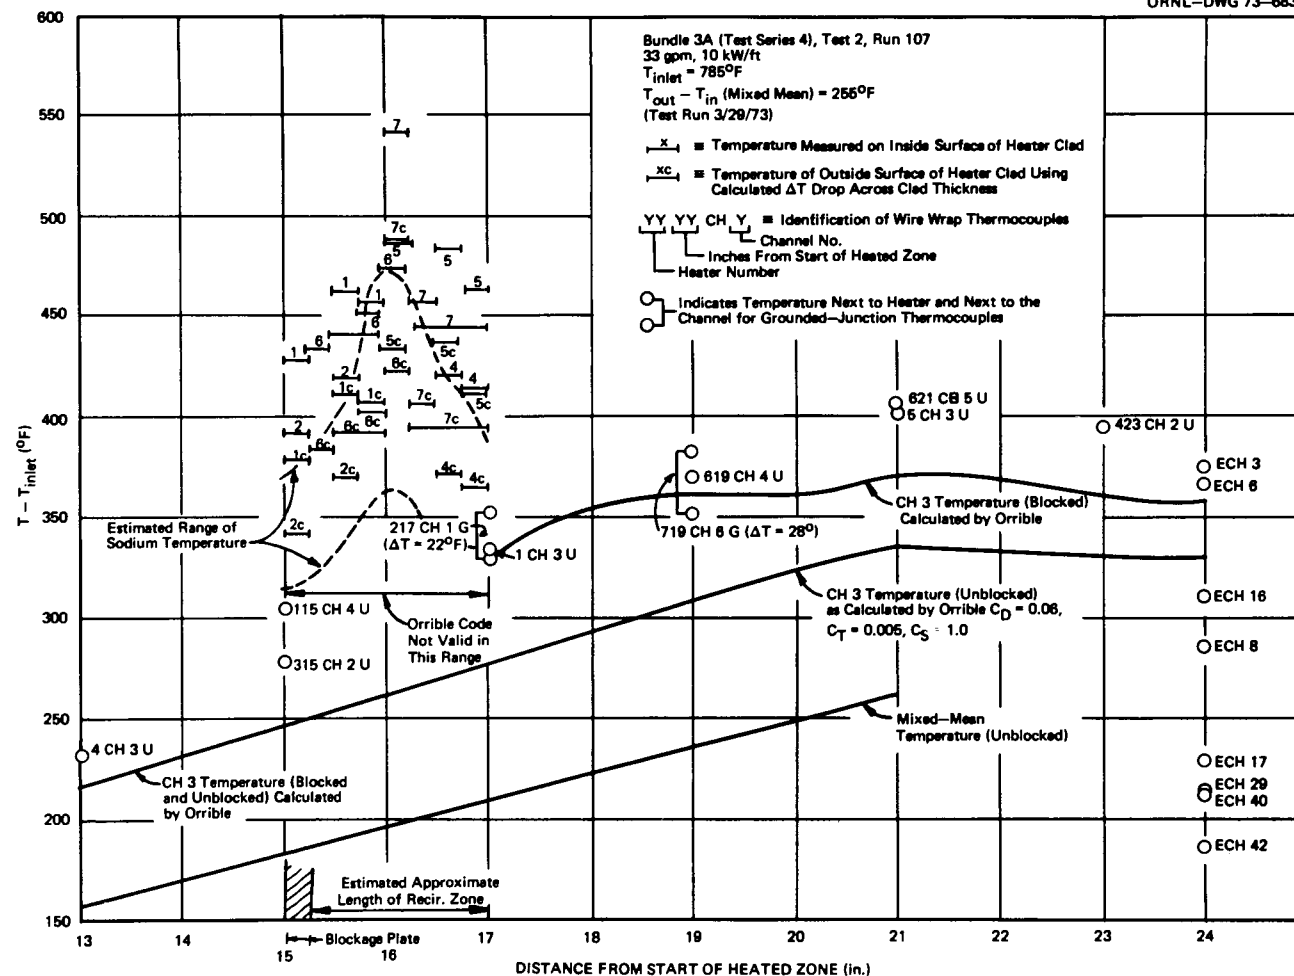 ORNL-DWG 73-683
600
550
500
450
400
350
300
250
200
150
T - Tinlet (°F)
Bundle 3A (Test Series 4), Test 2, Run 107
33 gpm, 10 kW/ft
Tinlet = 785°F
Tout - Tin (Mixed Mean) = 255°F
(Test Run 3/29/73)
x ≡ Temperature Measured on Inside Surface of Heater Clad
xc ≡ Temperature of Outside Surface of Heater Clad Using
Calculated ΔT Drop Across Clad Thickness
YY YY CH Y ≡ Identification of Wire Wrap Thermocouples
Channel No.
Inches From Start of Heated Zone
Heater Number
Indicates Temperature Next to Heater and Next to the
Channel for Grounded-Junction Thermocouples
7
7c
5
6
5
1
1
7
5
6
7
6
5c
5c
1
6c
4
2
4
1c
1c
7c
5c
6c
6c
7c
2
6c
1c
2c
4c
4c
2c
Estimated Range of
Sodium Temperature
217 CH 1 G
(ΔT = 22°F)
1 CH 3 U
619 CH 4 U
719 CH 6 G (ΔT = 28°)
621 CH 5 U
5 CH 3 U
423 CH 2 U
ECH 3
ECH 6
CH 3 Temperature (Blocked)
Calculated by Orrible
115 CH 4 U
315 CH 2 U
Orrible Code
Not Valid in
This Range
CH 3 Temperature (Unblocked)
as Calculated by Orrible CD = 0.06,
CT = 0.005, CS = 1.0
ECH 16
ECH 8
4 CH 3 U
CH 3 Temperature (Blocked
and Unblocked) Calculated
by Orrible
Mixed-Mean
Temperature (Unblocked)
ECH 17
ECH 29
ECH 40
ECH 42
Estimated Approximate
Length of Recir. Zone
13 14 15 16 17 18 19 20 21 22 23 24
Blockage Plate
DISTANCE FROM START OF HEATED ZONE (in.)